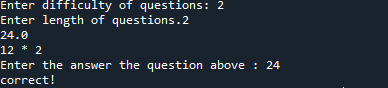 Enter difficulty of questions: 2
Enter length of questions.2
24.0
12 * 2
Enter the answer the question above : 24
correct!